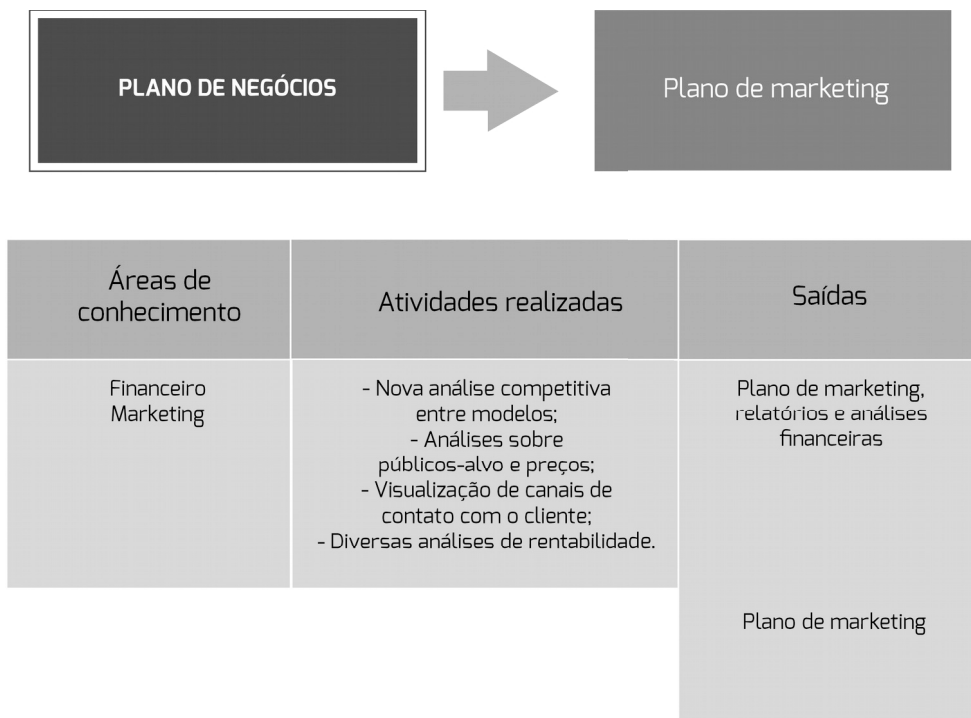 PLANO DE NEGÓCIOS
Plano de marketing
Áreas de
conhecimento
Atividades realizadas
Saídas
Financeiro
Marketing
- Nova análise competitiva
entre modelos;
- Análises sobre
públicos-alvo e preços;
- Visualização de canais de
contato com o cliente;
- Diversas análises de rentabilidade.
Plano de marketing,
relatórios e análises
financeiras
Plano de marketing